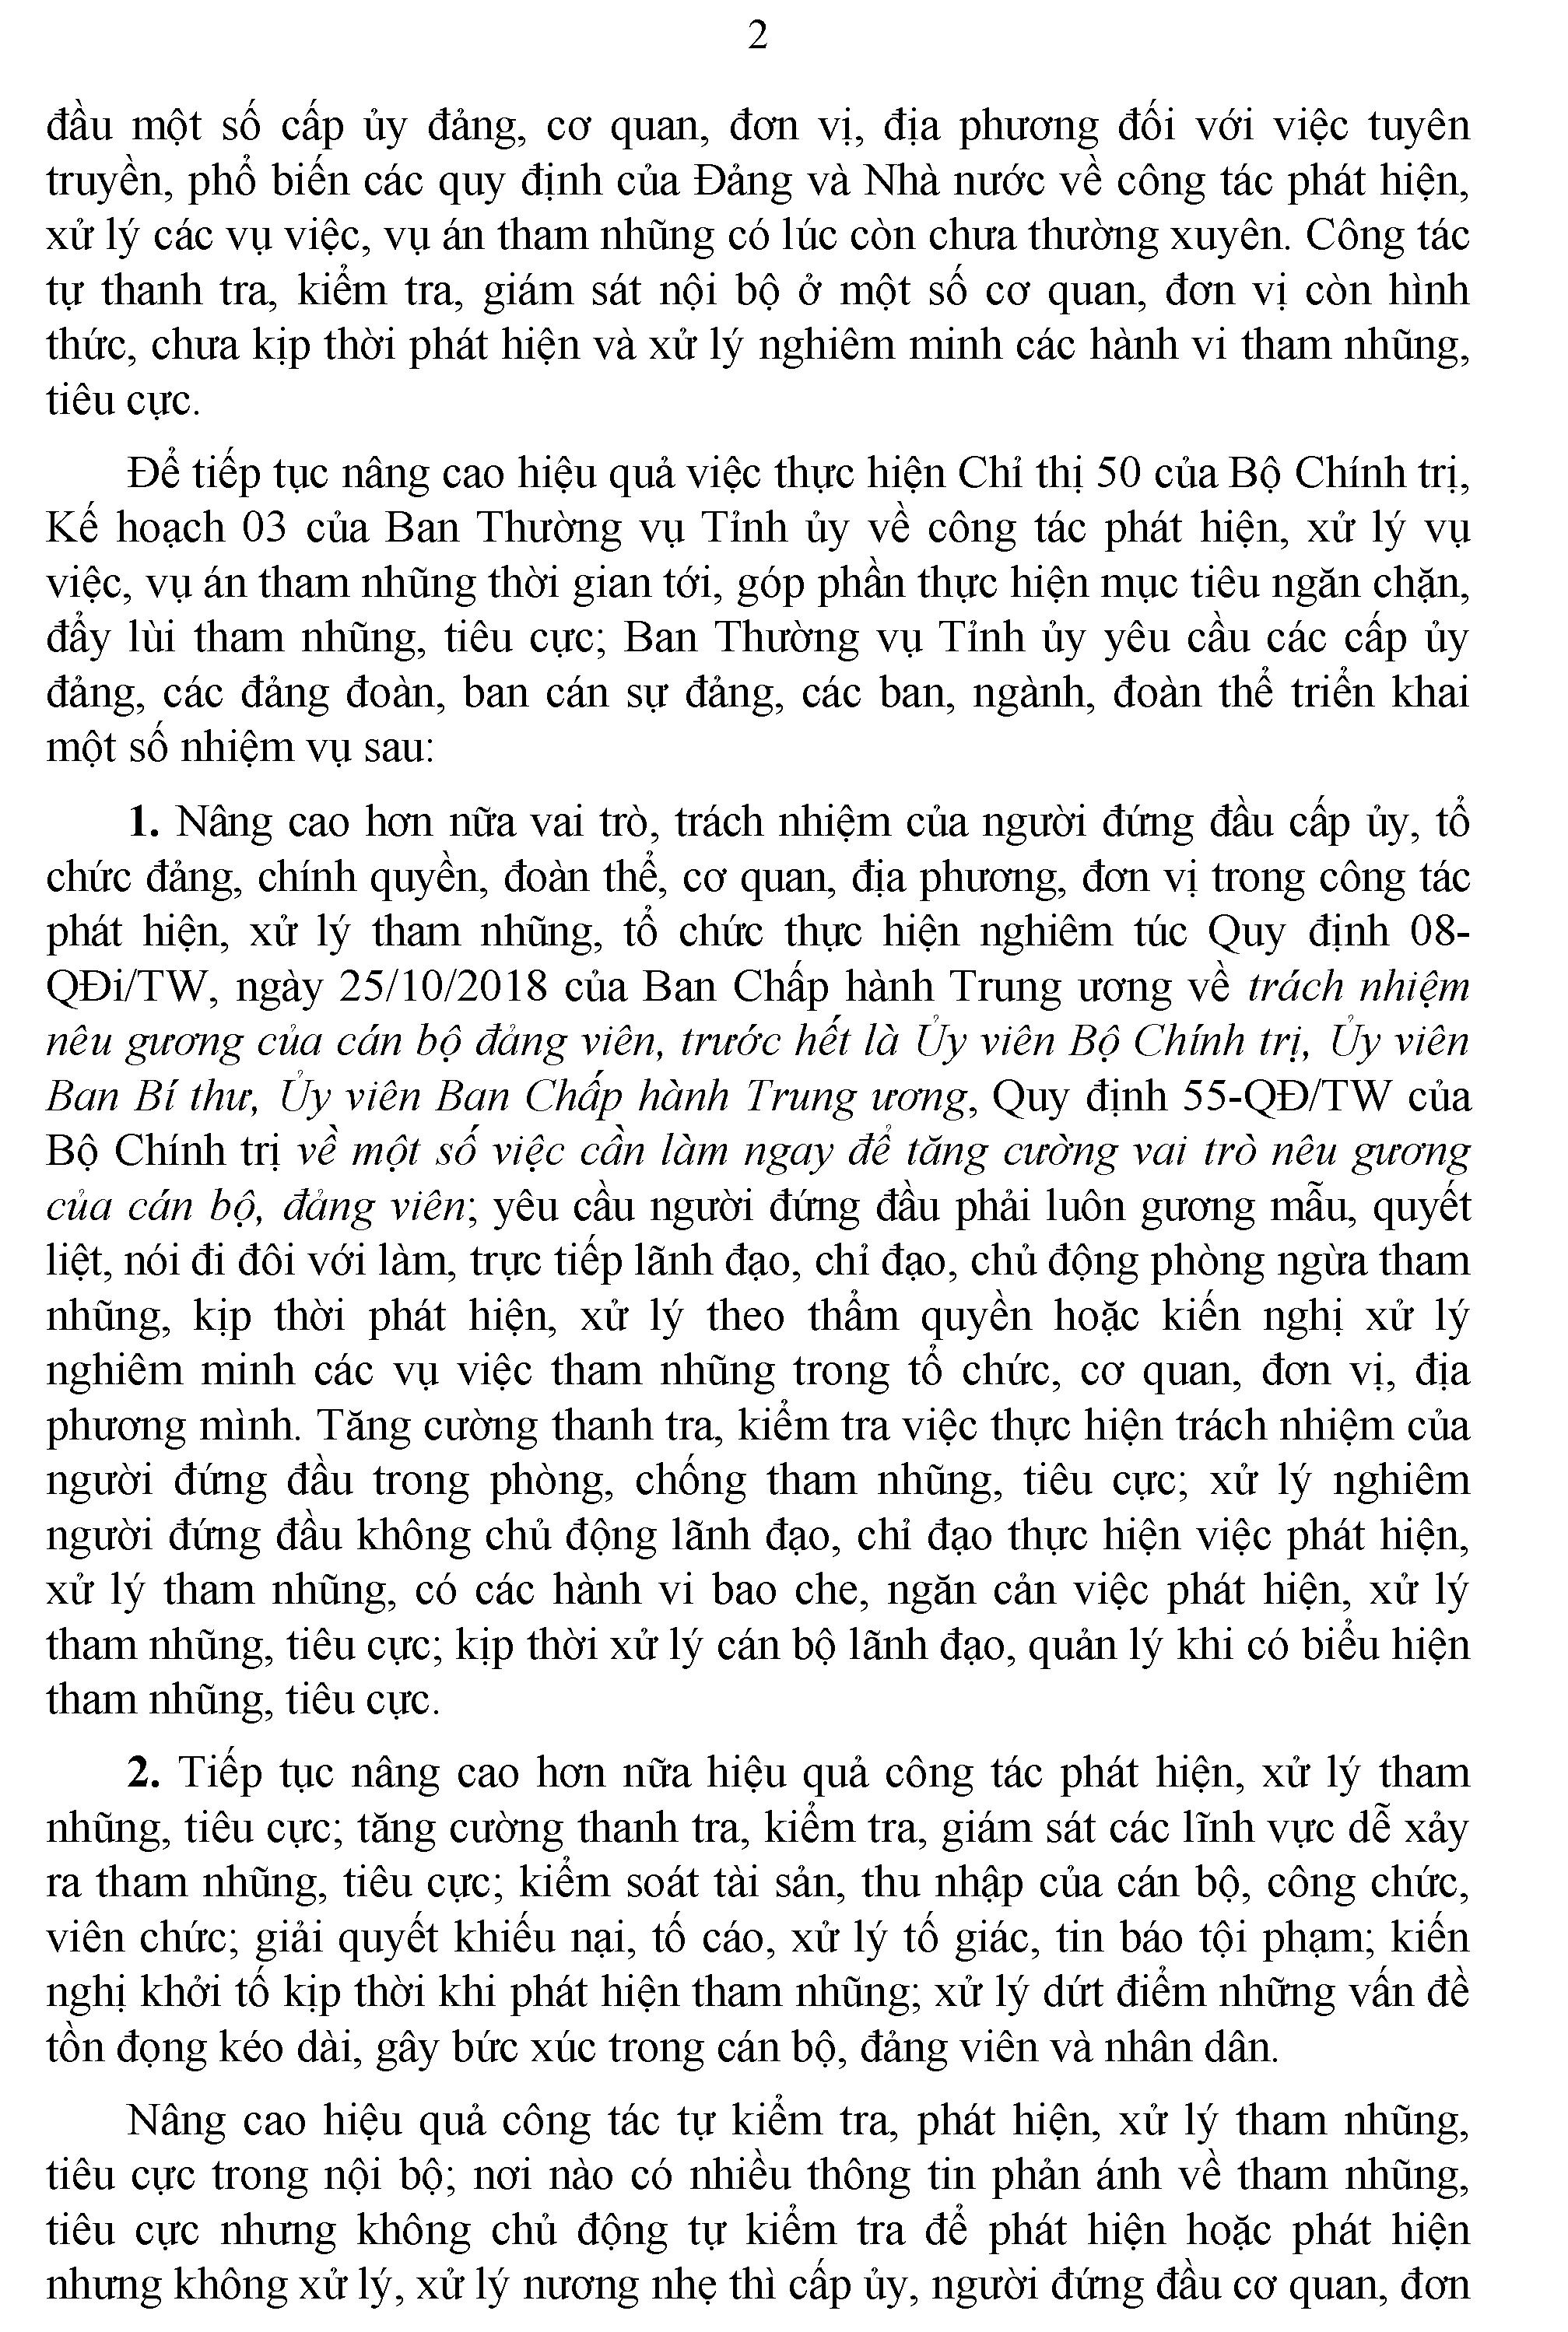 2
đầu một số cấp ủy đảng, cơ quan, đơn vị, địa phương đối với việc tuyên
truyền, phổ biến các quy định của Đảng và Nhà nước về công tác phát hiện,
xử lý các vụ việc, vụ án tham nhũng có lúc còn chưa thường xuyên. Công tác
tự thanh tra, kiểm tra, giám sát nội bộ ở một số cơ quan, đơn vị còn hình
thức, chưa kịp thời phát hiện và xử lý nghiêm minh các hành vi tham nhũng,
tiêu cực.
Để tiếp tục nâng cao hiệu quả việc thực hiện Chỉ thị 50 của Bộ Chính trị,
Kế hoạch 03 của Ban Thường vụ Tỉnh ủy về công tác phát hiện, xử lý vụ
việc, vụ án tham nhũng thời gian tới, góp phần thực hiện mục tiêu ngăn chặn,
đẩy lùi tham nhũng, tiêu cực; Ban Thường vụ Tỉnh ủy yêu cầu các cấp ủy
đảng, các đảng đoàn, ban cán sự đảng, các ban, ngành, đoàn thể triển khai
một số nhiệm vụ sau:
1. Nâng cao hơn nữa vai trò, trách nhiệm của người đứng đầu cấp ủy, tổ
chức đảng, chính quyền, đoàn thể, cơ quan, địa phương, đơn vị trong công tác
phát hiện, xử lý tham nhũng, tổ chức thực hiện nghiêm túc Quy định 08-
QĐi/TW, ngày 25/10/2018 của Ban Chấp hành Trung ương về trách nhiệm
nêu gương của cán bộ đảng viên, trước hết là Ủy viên Bộ Chính trị, Ủy viên
Ban Bí thư, Ủy viên Ban Chấp hành Trung ương, Quy định 55-QĐ/TW của
Bộ Chính trị về một số việc cần làm ngay để tăng cường vai trò nêu gương
của cán bộ, đảng viên; yêu cầu người đứng đầu phải luôn gương mẫu, quyết
liệt, nói đi đôi với làm, trực tiếp lãnh đạo, chỉ đạo, chủ động phòng ngừa tham
nhũng, kịp thời phát hiện, xử lý theo thẩm quyền hoặc kiến nghị xử lý
nghiêm minh các vụ việc tham nhũng trong tổ chức, cơ quan, đơn vị, địa
phương mình. Tăng cường thanh tra, kiểm tra việc thực hiện trách nhiệm của
người đứng đầu trong phòng, chống tham nhũng, tiêu cực; xử lý nghiêm
người đứng đầu không chủ động lãnh đạo, chỉ đạo thực hiện việc phát hiện,
xử lý tham nhũng, có các hành vi bao che, ngăn cản việc phát hiện, xử lý
tham nhũng, tiêu cực; kịp thời xử lý cán bộ lãnh đạo, quản lý khi có biểu hiện
tham nhũng, tiêu cực.
2. Tiếp tục nâng cao hơn nữa hiệu quả công tác phát hiện, xử lý tham
nhũng, tiêu cực; tăng cường thanh tra, kiểm tra, giám sát các lĩnh vực dễ xảy
ra tham nhũng, tiêu cực; kiểm soát tài sản, thu nhập của cán bộ, công chức,
viên chức; giải quyết khiếu nại, tố cáo, xử lý tố giác, tin báo tội phạm; kiến
nghị khởi tố kịp thời khi phát hiện tham nhũng; xử lý dứt điểm những vấn đề
tồn đọng kéo dài, gây bức xúc trong cán bộ, đảng viên và nhân dân.
Nâng cao hiệu quả công tác tự kiểm tra, phát hiện, xử lý tham nhũng,
tiêu cực trong nội bộ; nơi nào có nhiều thông tin phản ánh về tham nhũng,
tiêu cực nhưng không chủ động tự kiểm tra để phát hiện hoặc phát hiện
nhưng không xử lý, xử lý nương nhẹ thì cấp ủy, người đứng đầu cơ quan, đơn